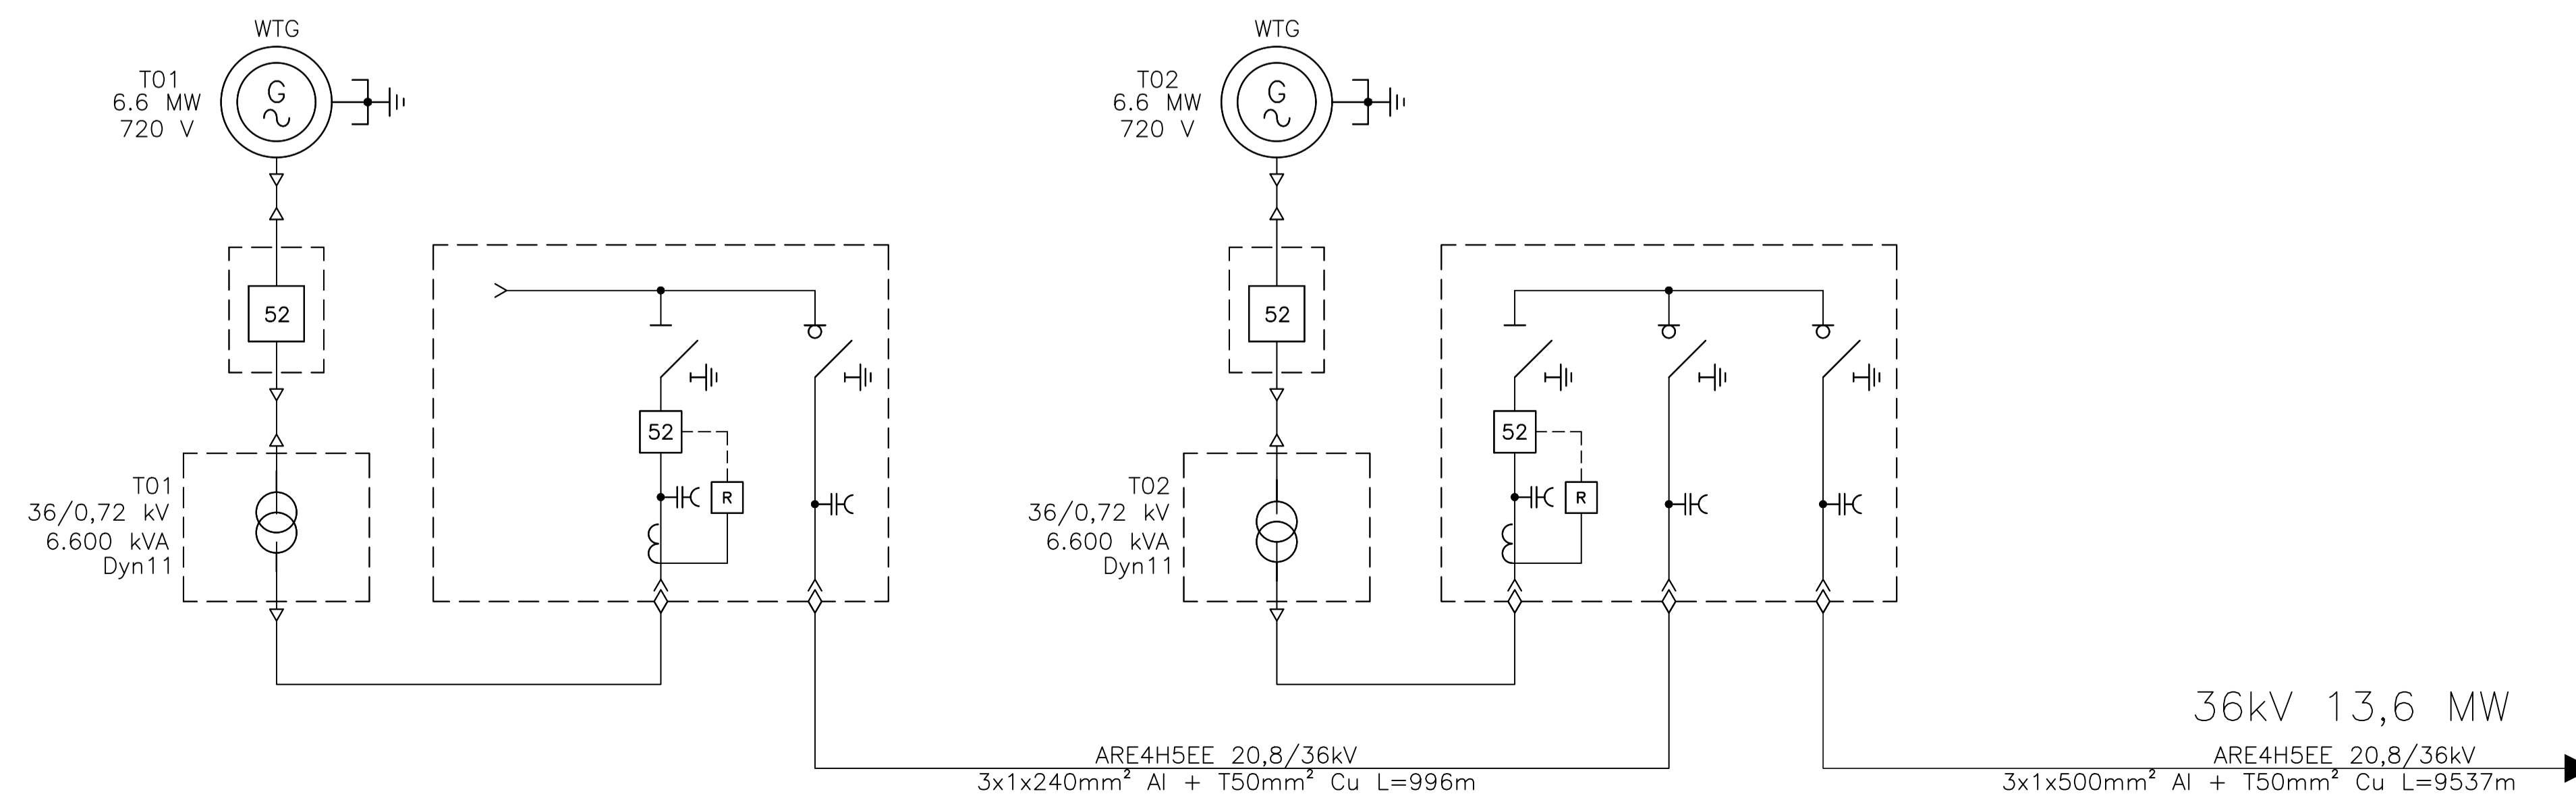 WTG
T01
6.6 MW
720 V
G
52
52
R
T01
36/0,72 kV
6.600 kVA
Dyn11
WTG
T02
6.6 MW
720 V
G
52
52
R
T02
36/0,72 kV
6.600 kVA
Dyn11
ARE4H5EE 20,8/36kV
3x1x240mm² Al + T50mm² Cu L=996m
36kV 13,6 MW
ARE4H5EE 20,8/36kV
3x1x500mm² Al + T50mm² Cu L=9537m